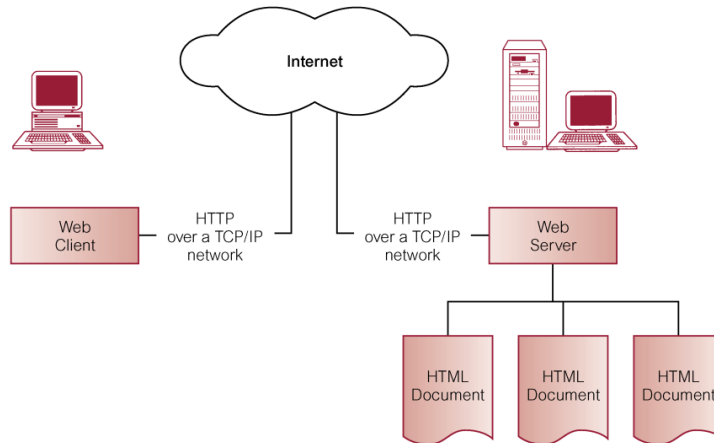 Internet
Web
Client
HTTP
over a TCP/IP
network
HTTP
over a TCP/IP
network
Web
Server
HTML
Document
HTML
Document
HTML
Document